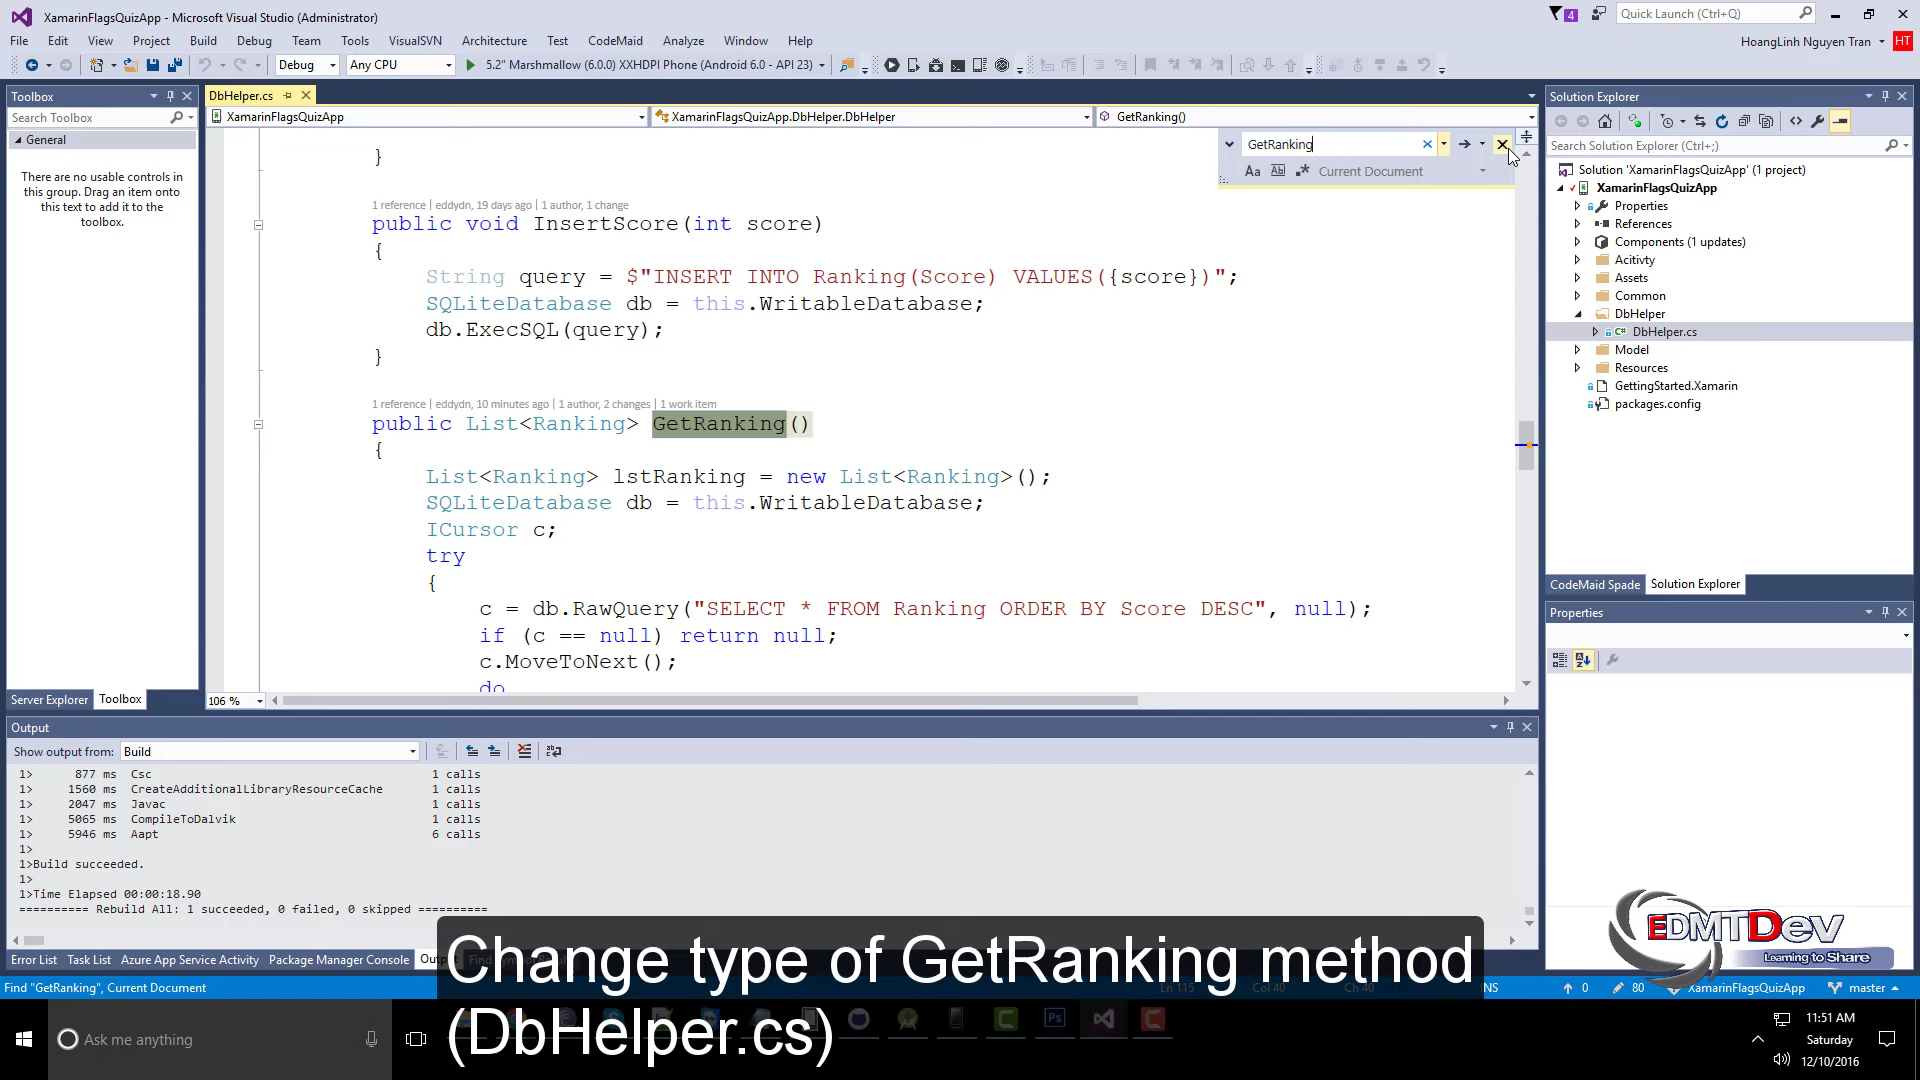 XamarinFlagsQuizApp - Microsoft Visual Studio (Administrator)
4
Quick Launch (Ctrl+Q)
File Edit View Project Build Debug Team Tools VisualSVN Architecture Test CodeMaid Analyze Window Help
HoangLinh Nguyen Tran HT
Debug Any CPU 5.2" Marshmallow (6.0.0) XXHDPI Phone (Android 6.0 - API 23)
Toolbox
Search Toolbox
General
There are no usable controls in
this group. Drag an item onto
this text to add it to the
toolbox.
Server Explorer Toolbox
DbHelper.cs
XamarinFlagsQuizApp XamarinFlagsQuizApp.DbHelper.DbHelper GetRanking()
GetRanking
Aa Ab| .* Current Document
}
1 reference | eddydn, 19 days ago | 1 author, 1 change
public void InsertScore(int score)
{
String query = $"INSERT INTO Ranking(Score) VALUES({score})";
SQLiteDatabase db = this.WritableDatabase;
db.ExecSQL(query);
}
1 reference | eddydn, 10 minutes ago | 1 author, 2 changes | 1 work item
public List<Ranking> GetRanking()
{
List<Ranking> lstRanking = new List<Ranking>();
SQLiteDatabase db = this.WritableDatabase;
ICursor c;
try
{
c = db.RawQuery("SELECT * FROM Ranking ORDER BY Score DESC", null);
if (c == null) return null;
c.MoveToNext();
do
106 %
Solution Explorer
Search Solution Explorer (Ctrl+;)
Solution 'XamarinFlagsQuizApp' (1 project)
XamarinFlagsQuizApp
Properties
References
Components (1 updates)
Acitivty
Assets
Common
DbHelper
DbHelper.cs
Model
Resources
GettingStarted.Xamarin
packages.config
CodeMaid Spade Solution Explorer
Properties
Output
Show output from: Build
1> 877 ms Csc 1 calls
1> 1560 ms CreateAdditionalLibraryResourceCache 1 calls
1> 2047 ms Javac 1 calls
1> 5065 ms CompileToDalvik 1 calls
1> 5946 ms Aapt 6 calls
1>
1>Build succeeded.
1>
1>Time Elapsed 00:00:18.90
========== Rebuild All: 1 succeeded, 0 failed, 0 skipped ==========
Error List Task List Azure App Service Activity Package Manager Console
Find "GetRanking", Current Document
Ln 115 Col 40 Ch 40 INS
0 80 XamarinFlagsQuizApp master
Change type of GetRanking method
(DbHelper.cs)
EDMTDev
Learning to Share
Ask me anything
11:51 AM
Saturday
12/10/2016